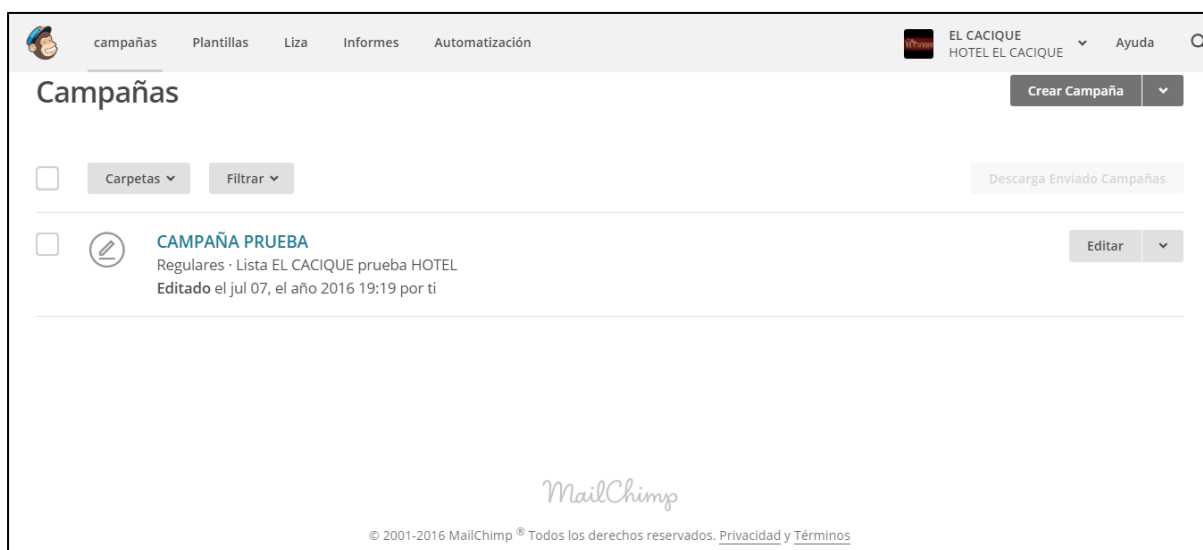 campañas Plantillas Liza Informes Automatización EL CACIQUE Ayuda
HOTEL EL CACIQUE
Campañas Crear Campaña
Carpetas Filtrar Descarga Enviado Campañas
CAMPAÑA PRUEBA Editar
Regulares · Lista EL CACIQUE prueba HOTEL
Editado el jul 07, el año 2016 19:19 por ti
MailChimp
© 2001-2016 MailChimp ® Todos los derechos reservados. Privacidad y Términos